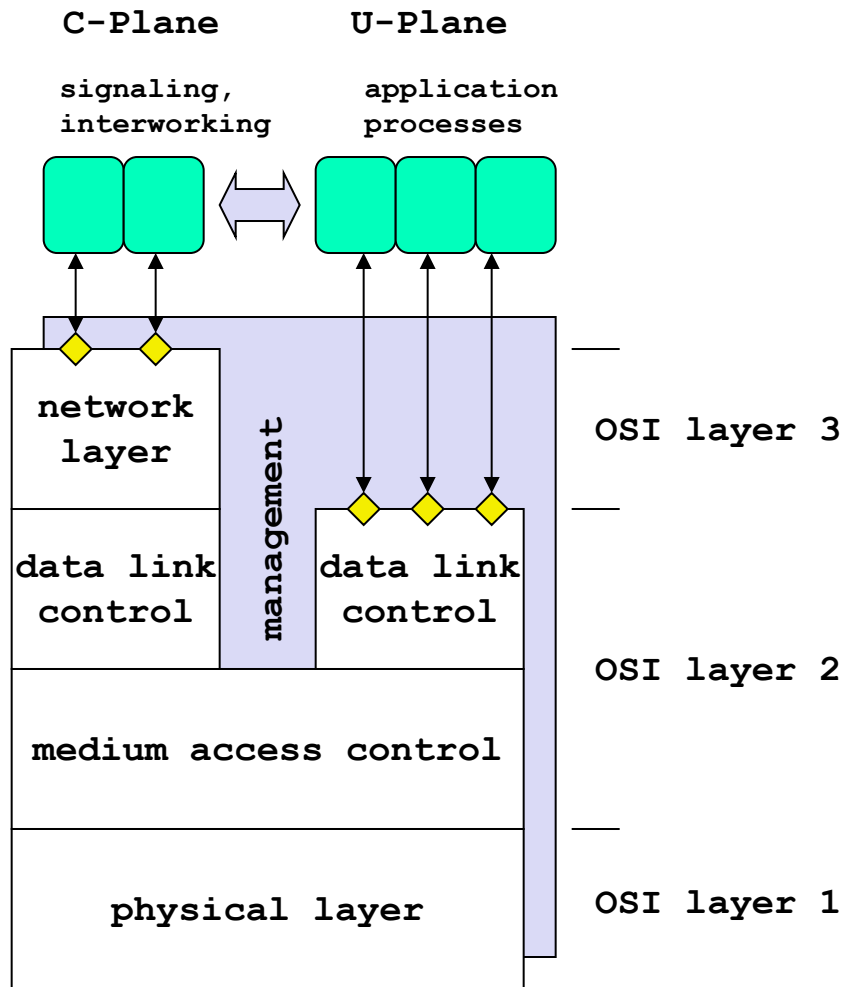 C-Plane
U-Plane
signaling,
interworking
application
processes
network
layer
management
OSI layer 3
data link
control
data link
control
OSI layer 2
medium access control
physical layer
OSI layer 1